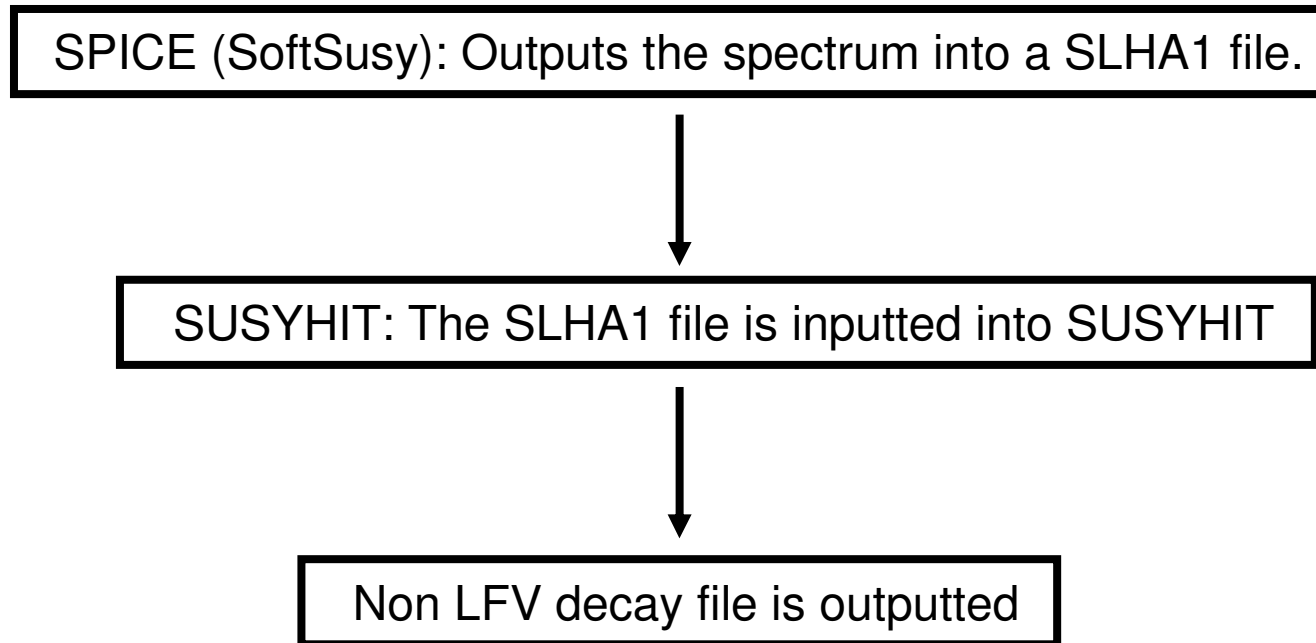 SPICE (SoftSusy): Outputs the spectrum into a SLHA1 file.
SUSYHIT: The SLHA1 file is inputted into SUSYHIT
Non LFV decay file is outputted